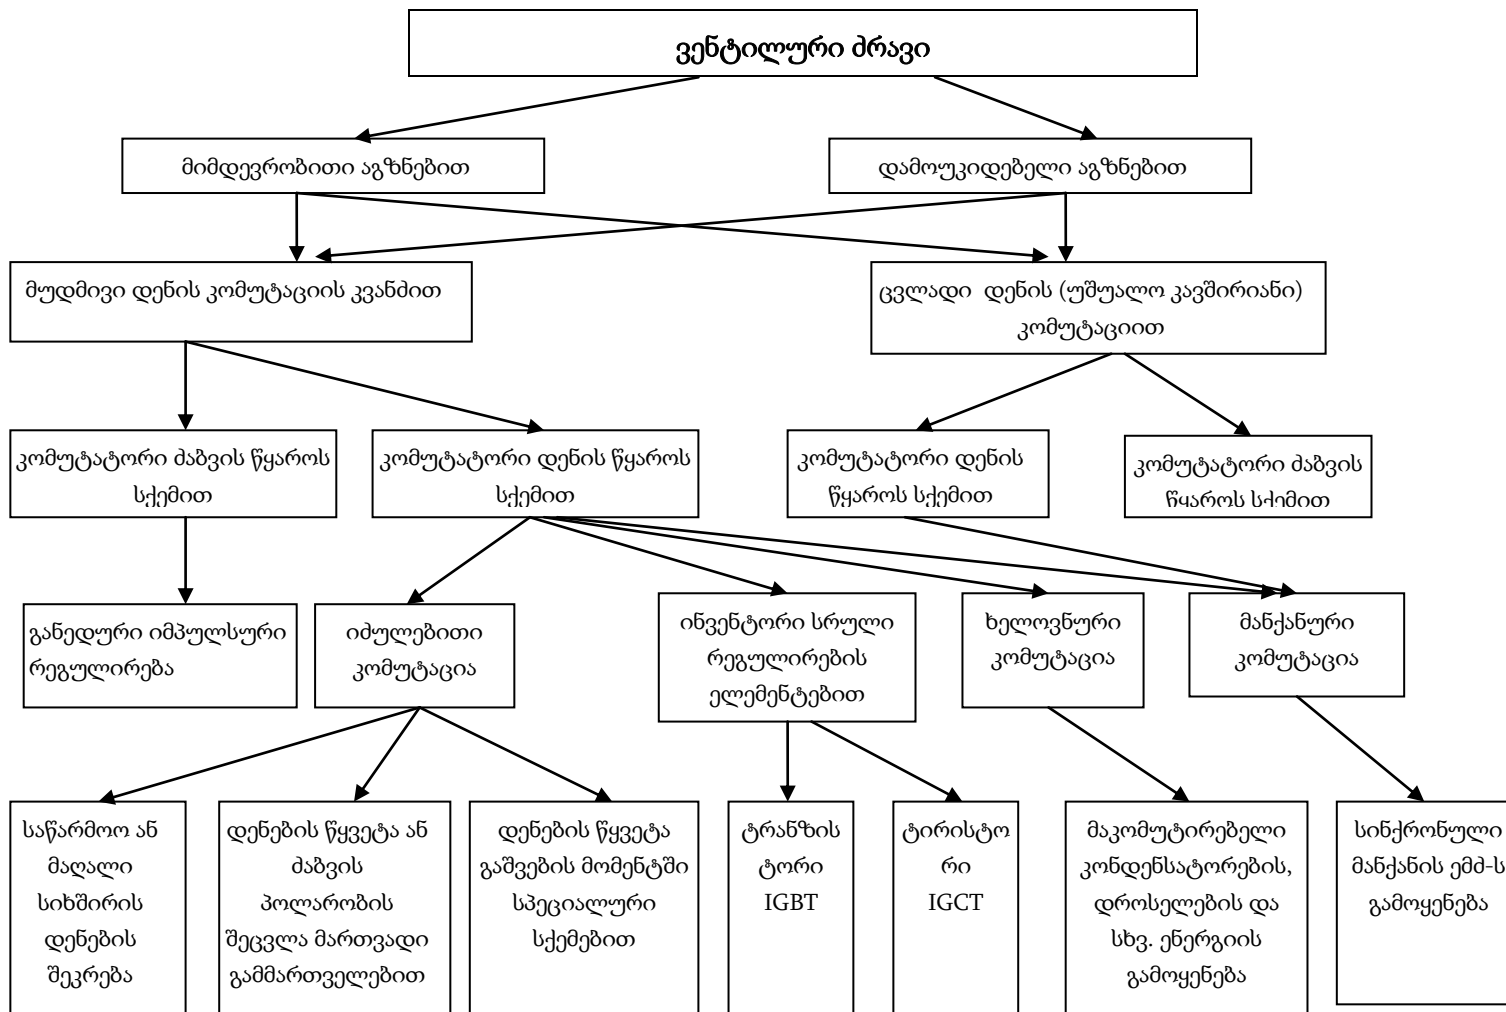 ვენტილური ძრავი
მიმდევრობითი აგზნებით
დამოუკიდებელი აგზნებით
მუდმივი დენის კომუტაციის კვანძით
ცვლადი დენის (უშუალო კავშირიანი)
კომუტაციით
კომუტატორი ძაბვის წყაროს
სქემით
კომუტატორი დენის წყაროს
სქემით
კომუტატორი დენის
წყაროს სქემით
კომუტატორი ძაბვის
წყაროს სქემით
განედური იმპულსური
რეგულირება
იძულებითი
კომუტაცია
ინვენტორი სრული
რეგულირების
ელემენტებით
ხელოვნური
კომუტაცია
მანქანური
კომუტაცია
საწარმოო ან
მაღალი
სიხშირის
დენების
შეკრება
დენების წყვეტა ან
ძაბვის
პოლარობის
შეცვლა მართვადი
გამმართველებით
დენების წყვეტა
გაშვების მომენტში
სპეციალური
სქემებით
ტრანზის
ტორი
IGBT
ტირისტო
რი
IGCT
მაკომუტირებელი
კონდენსატორების,
დროსელების და
სხვ. ენერგიის
გამოყენება
სინქრონული
მანქანის ემძ-ს
გამოყენება